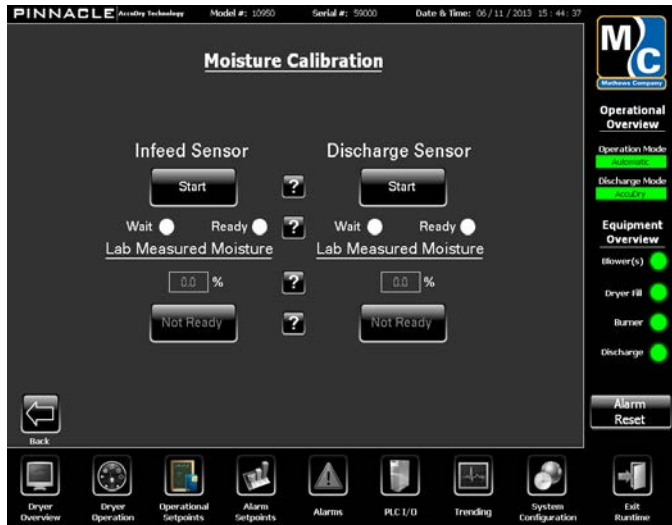 PINNACLE AccuDry Technology Model #: 10950 Serial #: 59000 Date & Time: 06/11/2013 15:44:37
Moisture Calibration
Infeed Sensor Discharge Sensor
Start ? Start
Wait Ready ? Wait Ready
Lab Measured Moisture Lab Measured Moisture
0.0 % ? 0.0 %
Not Ready ? Not Ready
Back
MC
Mathews Company
Operational
Overview
Operation Mode
Automatic
Discharge Mode
AccuDry
Equipment
Overview
Blower(s)
Dryer Fill
Burner
Discharge
Alarm
Reset
Dryer
Overview
Dryer
Operation
Operational
Setpoints
Alarm
Setpoints
Alarms
PLC I/O
Trending
System
Configuration
Exit
Runtime